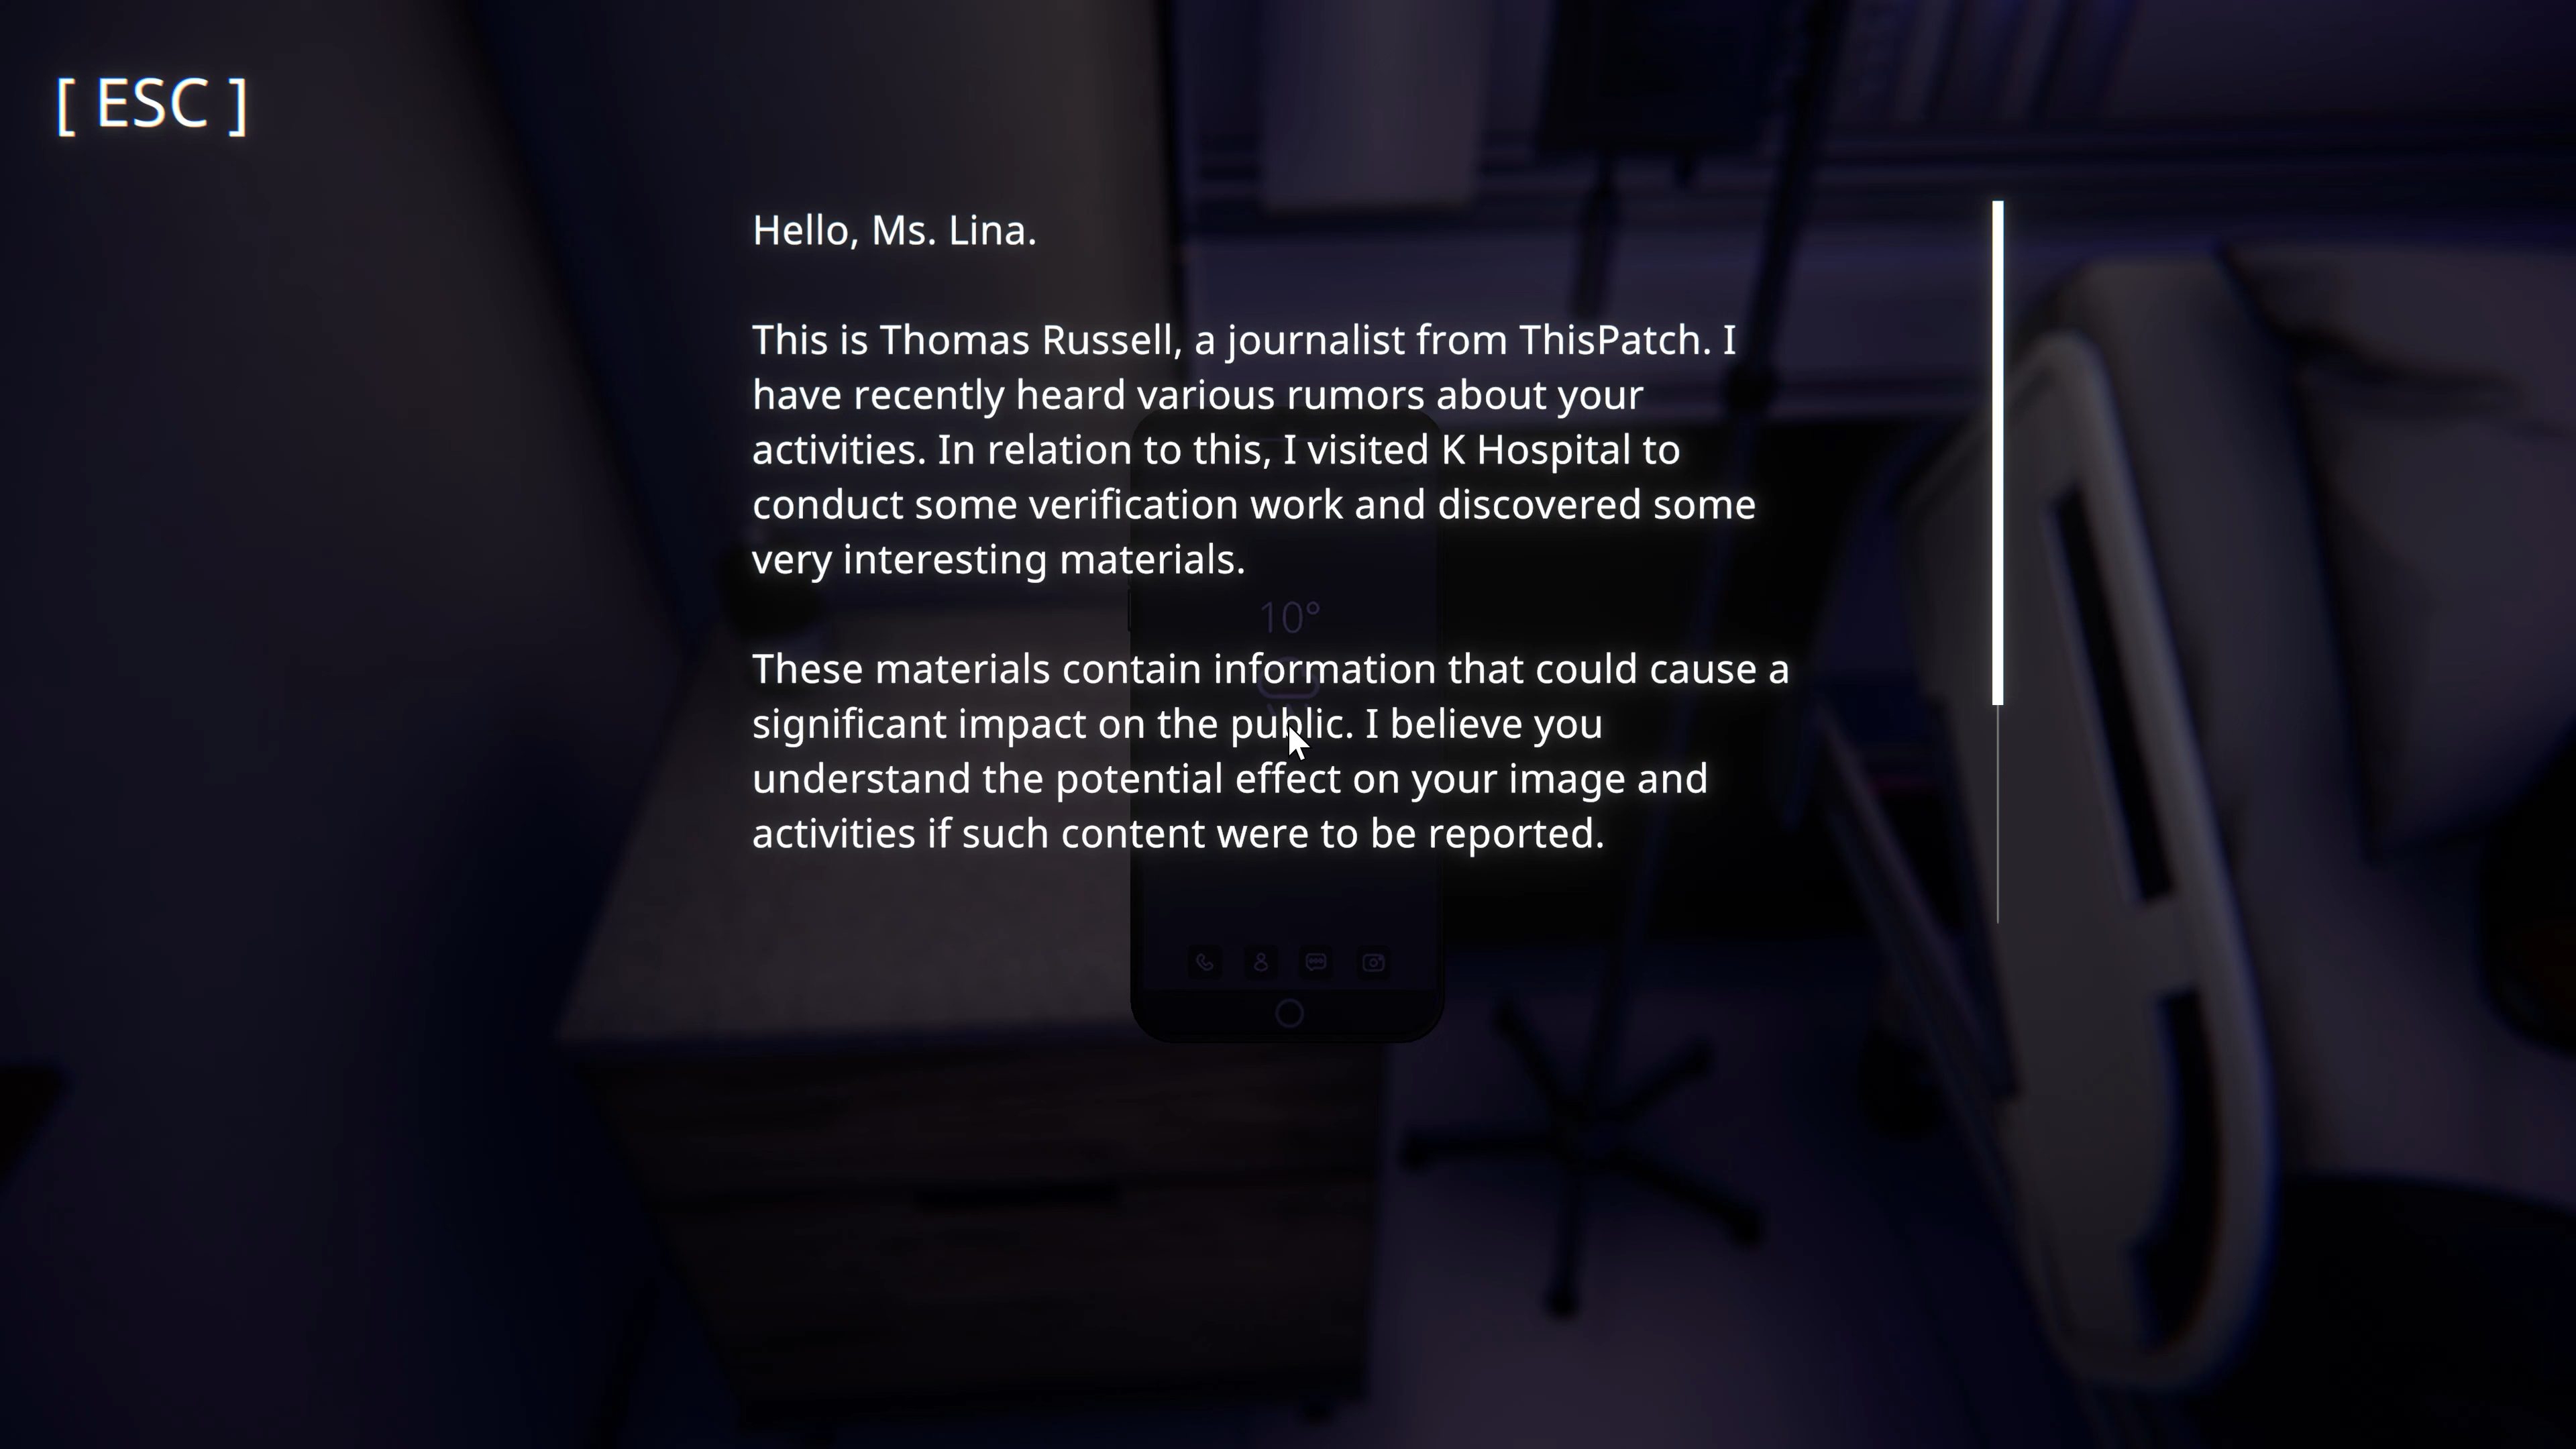 [ ESC ]
Hello, Ms. Lina.
This is Thomas Russell, a journalist from ThisPatch. I
have recently heard various rumors about your
activities. In relation to this, I visited K Hospital to
conduct some verification work and discovered some
very interesting materials.
10°
These materials contain information that could cause a
significant impact on the public. I believe you
understand the potential effect on your image and
activities if such content were to be reported.